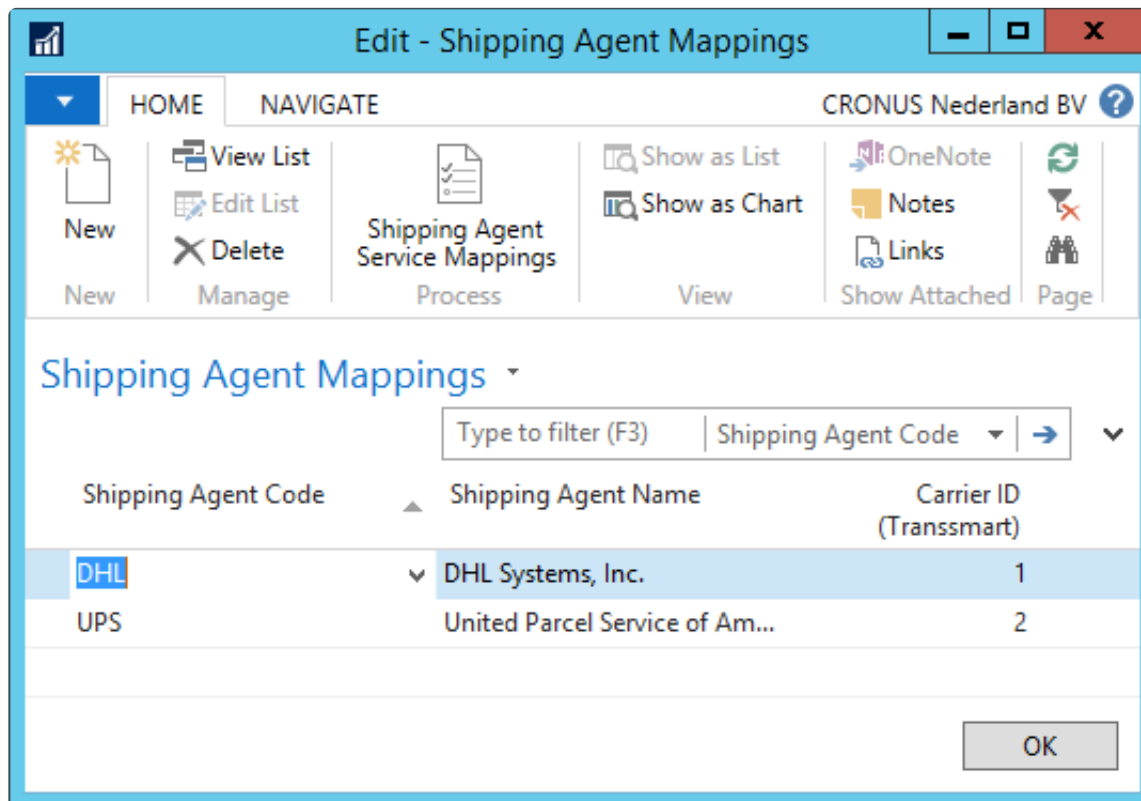 Edit - Shipping Agent Mappings
HOME NAVIGATE CRONUS Nederland BV ?
New
View List
Edit List
Delete
Shipping Agent
Service Mappings
Show as List
Show as Chart
OneNote
Notes
Links
New Manage Process View Show Attached Page
Shipping Agent Mappings
Type to filter (F3) Shipping Agent Code
Shipping Agent Code Shipping Agent Name Carrier ID
(Transsmart)
DHL DHL Systems, Inc. 1
UPS United Parcel Service of Am... 2
OK